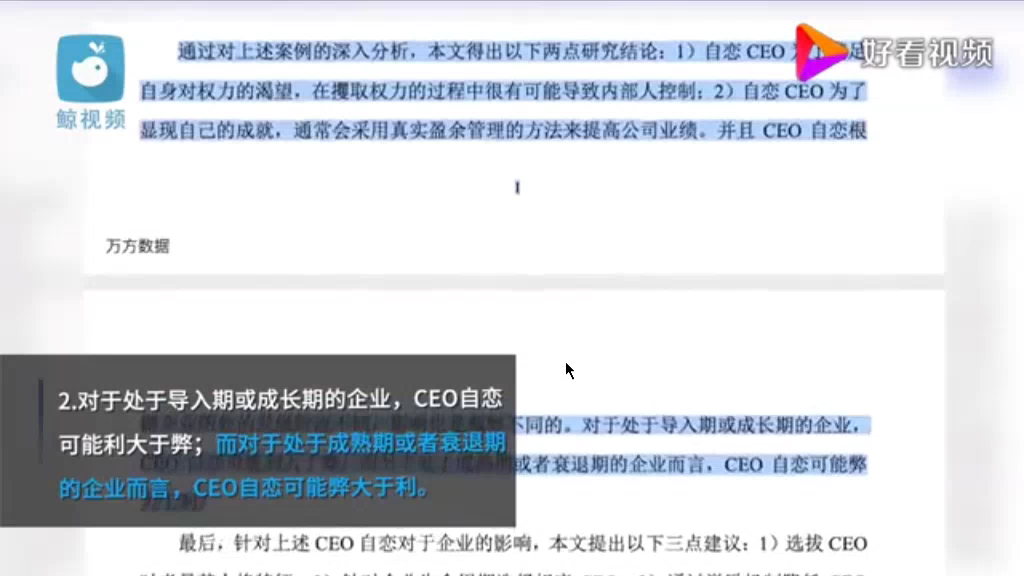 通过对上述案例的深入分析，本文得出以下两点研究结论：1）自恋 CEO
好看视频
自身对权力的渴望，在攫取权力的过程中很有可能导致内部人控制；2）自恋 CEO 为了
鲸视频
显现自己的成就，通常会采用真实盈余管理的方法来提高公司业绩。并且 CEO 自恋根
I
万方数据
2.对于处于导入期或成长期的企业，CEO自恋
可能利大于弊；而对于处于成熟期或者衰退期
的企业而言，CEO自恋可能弊大于利。
不同的。对于处于导入期或成长期的企业，
或者衰退期的企业而言，CEO 自恋可能弊
最后，针对上述 CEO 自恋对于企业的影响，本文提出以下三点建议：1）选拔 CEO